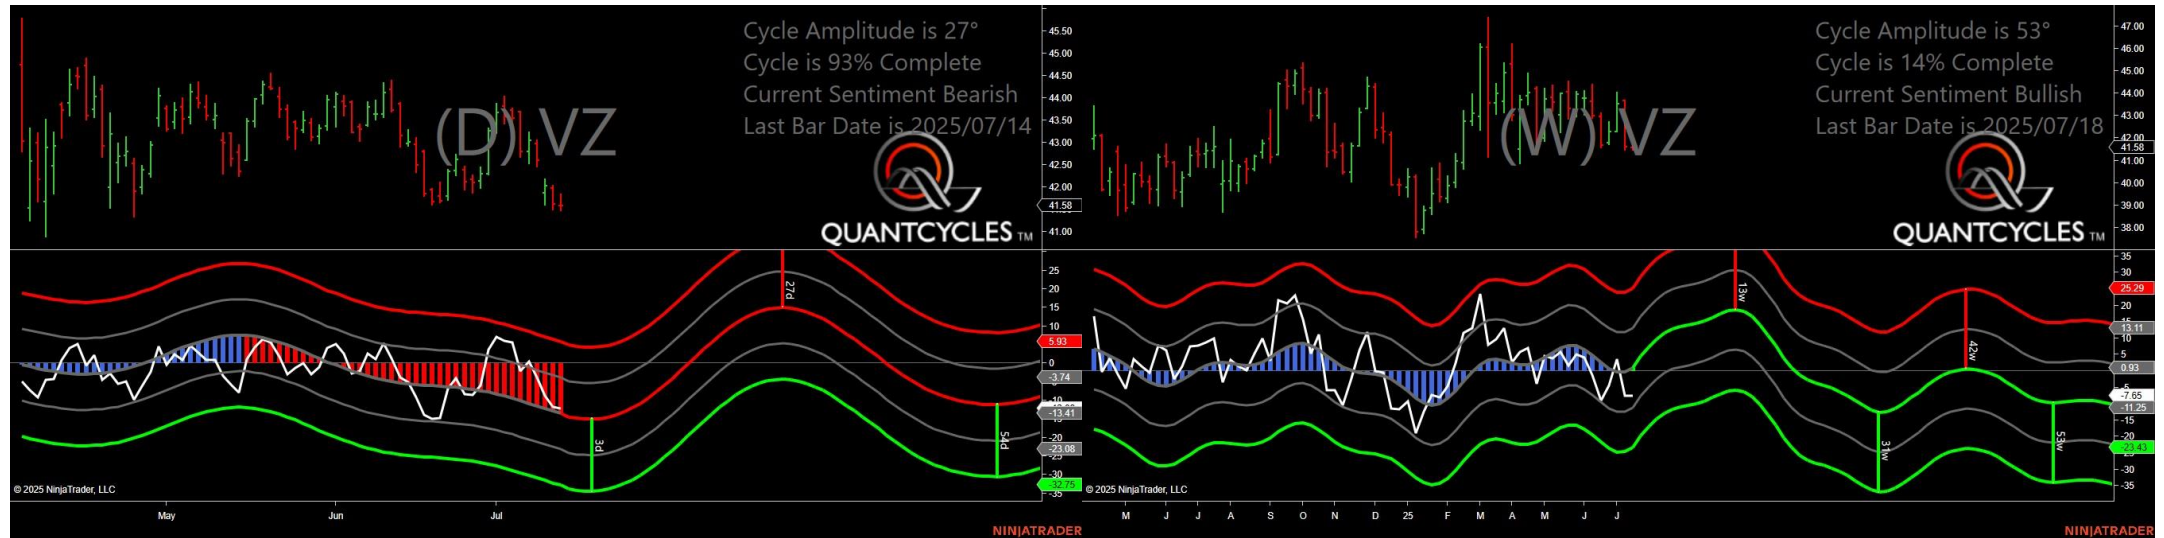 Cycle Amplitude is 27°
Cycle is 93% Complete
Current Sentiment Bearish
Last Bar Date is 2025/07/14
(D) VZ
QUANTCYCLES TM
45.50
45.00
44.50
44.00
43.50
43.00
42.50
42.00
41.58
41.00
25
20
15
10
5.93
0
-3.74
-10
-13.41
-20
-23.08
-30
-32.75
-35
27d
3d
54d
© 2025 NinjaTrader, LLC
May
Jun
Jul
NINJATRADER
Cycle Amplitude is 53°
Cycle is 14% Complete
Current Sentiment Bullish
Last Bar Date is 2025/07/18
(W) VZ
QUANTCYCLES TM
47.00
46.00
45.00
44.00
43.00
42.00
41.58
41.00
40.00
39.00
38.00
35
30
25.29
20
13.11
10
5
0.93
-5
-7.65
-11.25
-15
-20
-23.43
-30
-35
13w
42w
31w
53w
© 2025 NinjaTrader, LLC
M
J
J
A
S
O
N
D
25
F
M
A
M
J
J
NINJATRADER